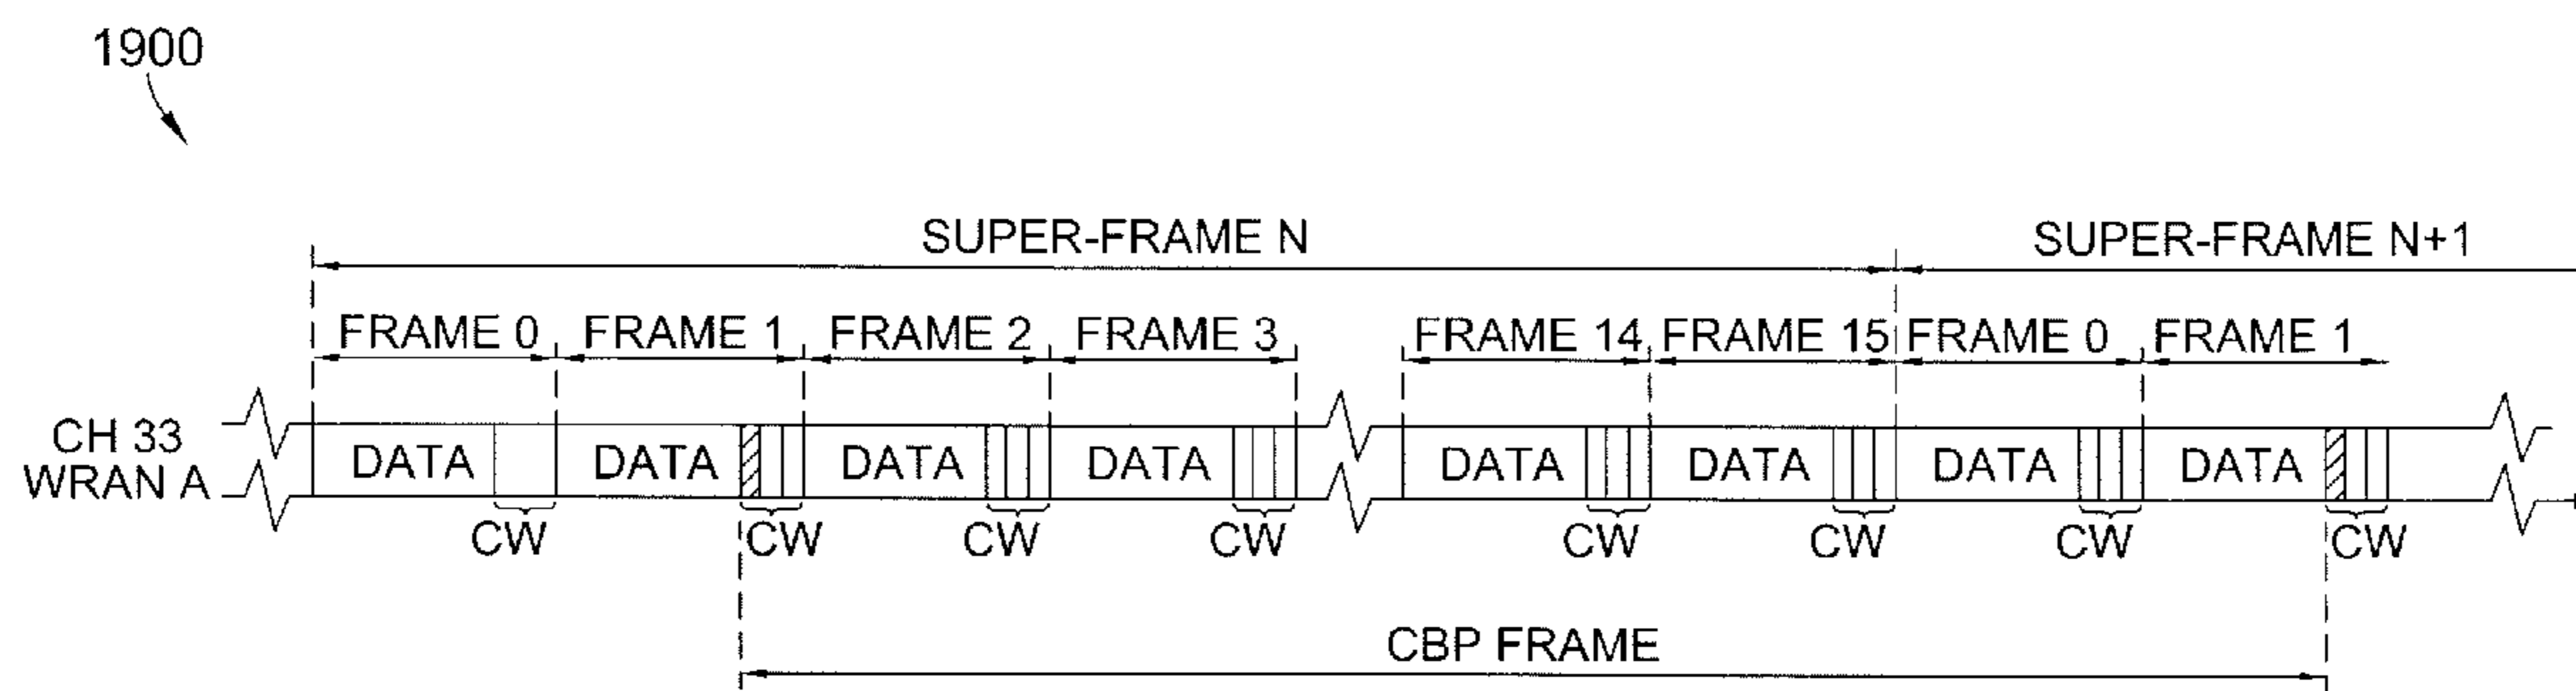 1900
SUPER-FRAME N SUPER-FRAME N+1
FRAME 0 FRAME 1 FRAME 2 FRAME 3 FRAME 14 FRAME 15 FRAME 0 FRAME 1
CH 33
WRAN A
DATA DATA DATA DATA DATA DATA DATA DATA
CW CW CW CW CW CW CW CW
CBP FRAME